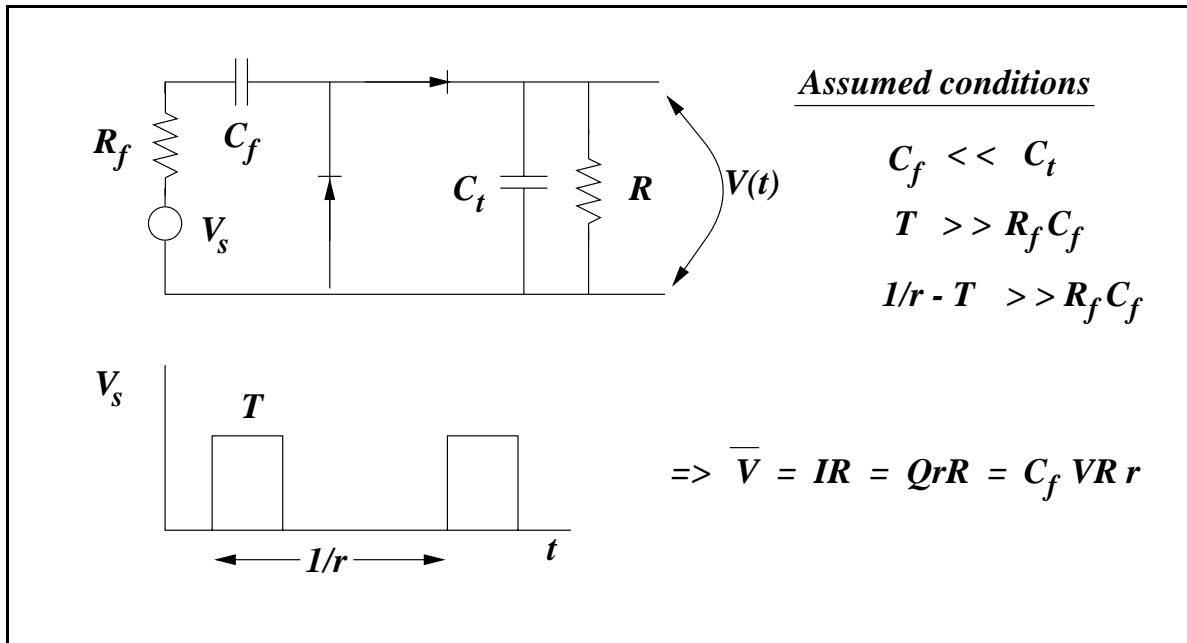 Assumed conditions
R_f
C_f
V_s
C_t
R
V(t)
C_f << C_t
T >> R_f C_f
1/r - T >> R_f C_f
V_s
T
1/r
t
=> V̅ = IR = QrR = C_f VR r